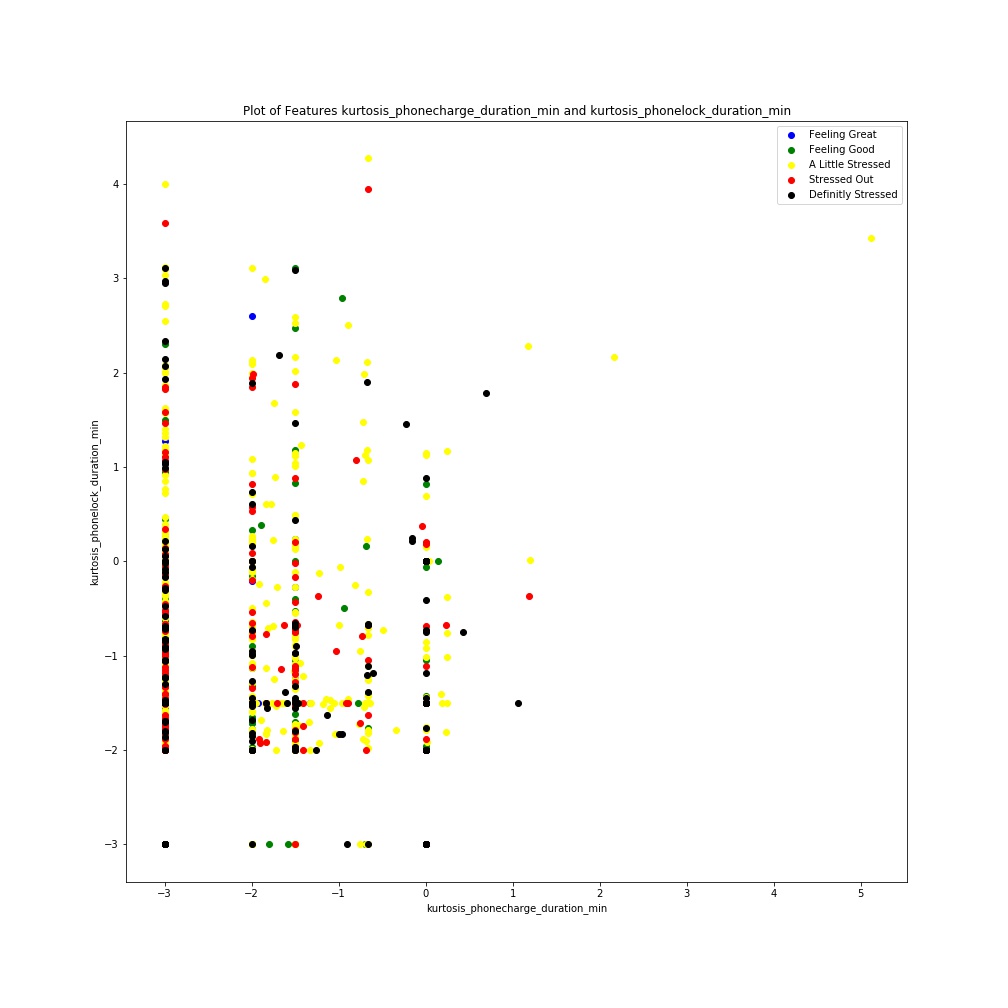 Plot of Features kurtosis_phonecharge_duration_min and kurtosis_phonelock_duration_min
Feeling Great
Feeling Good
A Little Stressed
Stressed Out
Definitly Stressed
kurtosis_phonelock_duration_min
4
3
2
1
0
−1
−2
−3
−3 −2 −1 0 1 2 3 4 5
kurtosis_phonecharge_duration_min